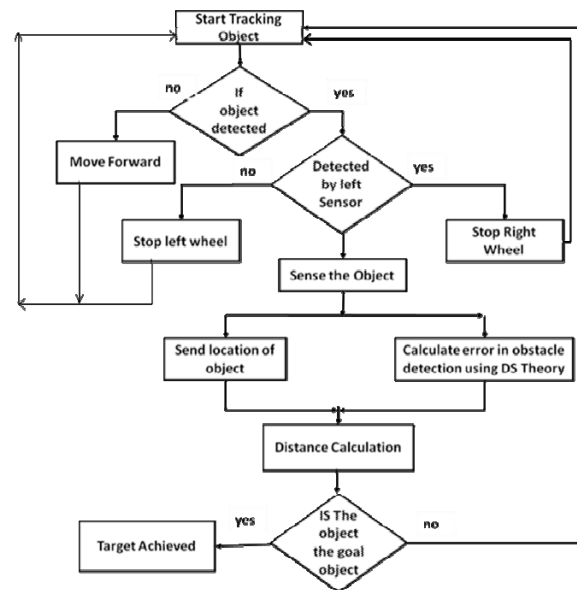 Start Tracking
Object
no
If
object
detected
yes
Move Forward
no
Detected
by left
Sensor
yes
Stop left wheel
Stop Right
Wheel
Sense the Object
Send location of
object
Calculate error in obstacle
detection using DS Theory
Distance Calculation
yes
IS The
object
the goal
object
no
Target Achieved